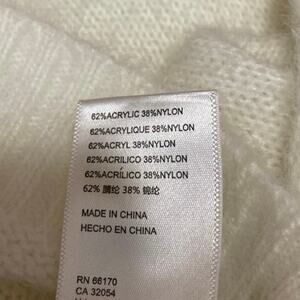 62%ACRYLIC 38%NYLON
62%ACRYLIQUE 38%NYLON
62%ACRYL 38%NYLON
62%ACRILICO 38%NYLON
62%ACRÍLICO 38%NYLON
62% 腈纶 38% 锦纶
MADE IN CHINA
HECHO EN CHINA
RN 66170
CA 32054